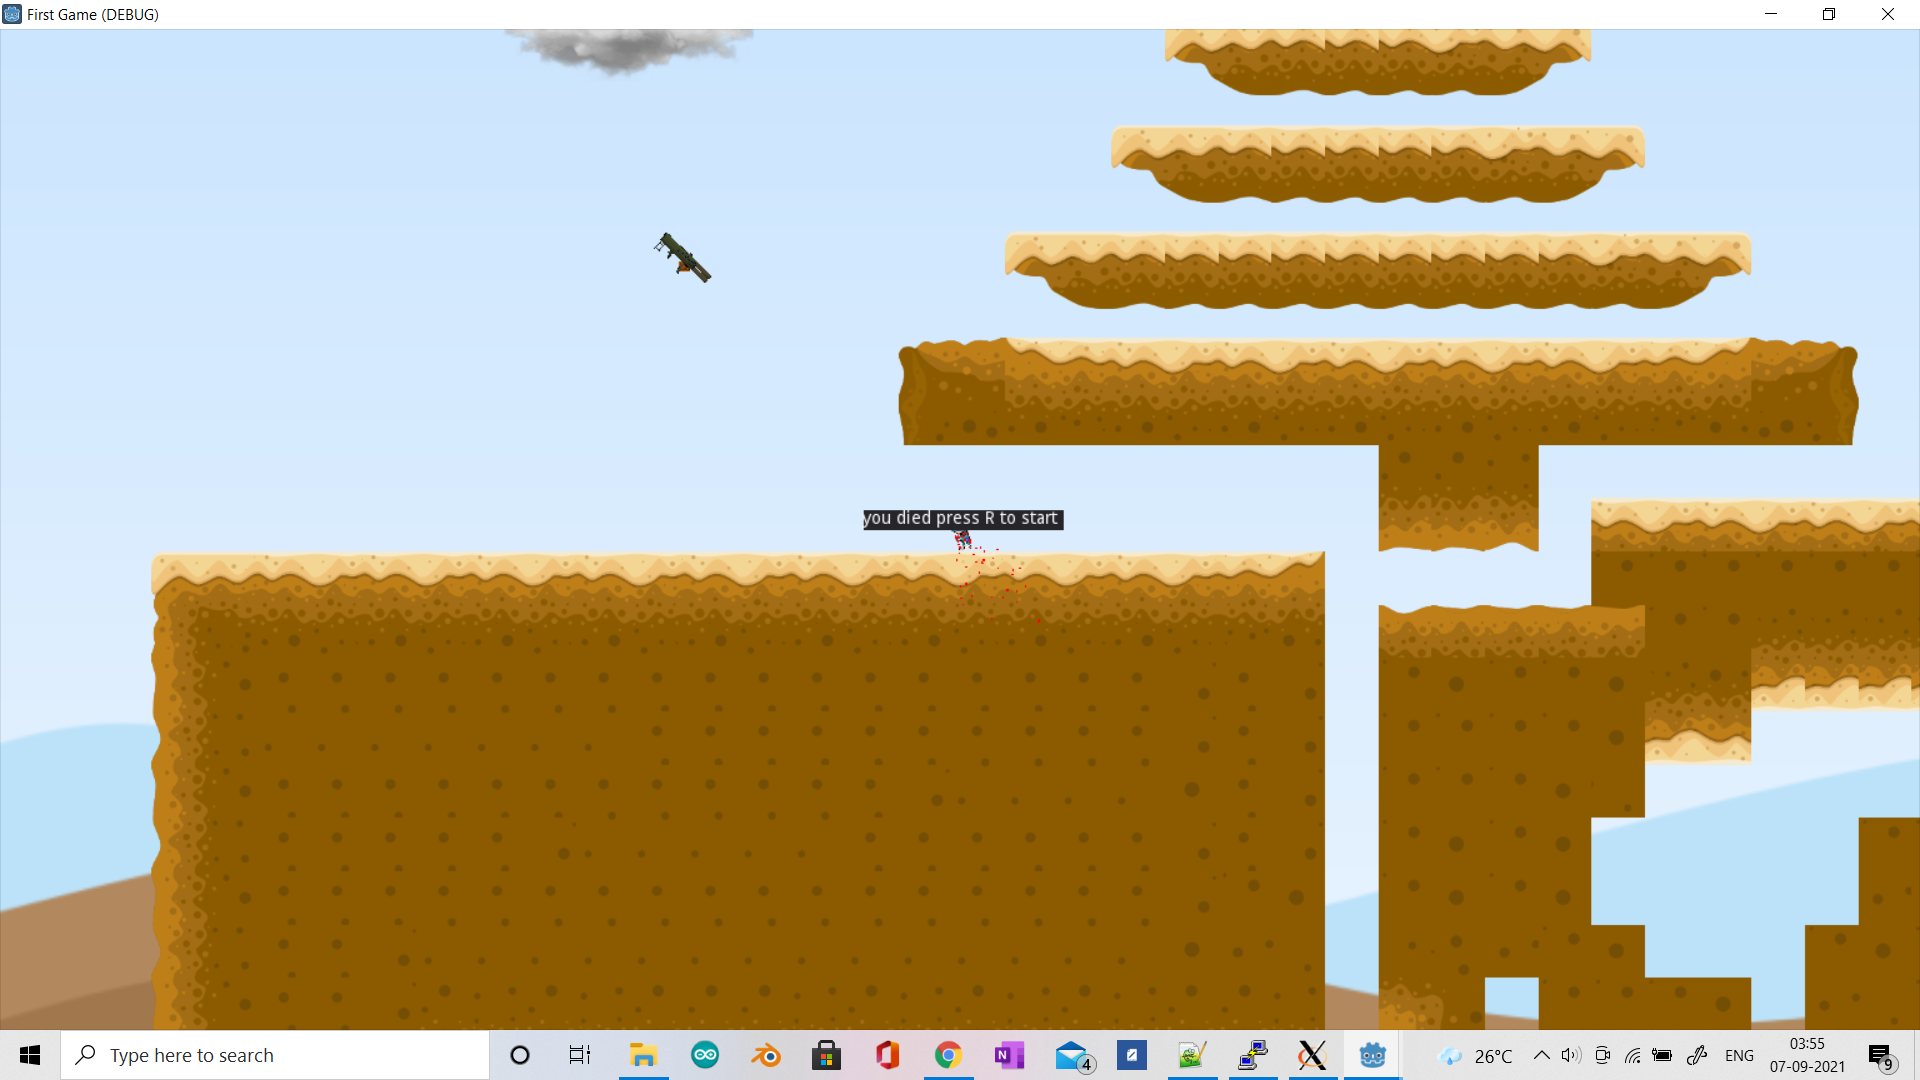 First Game (DEBUG)
you died press R to start
Type here to search
N
4
26°C
ENG
03:55
07-09-2021
9